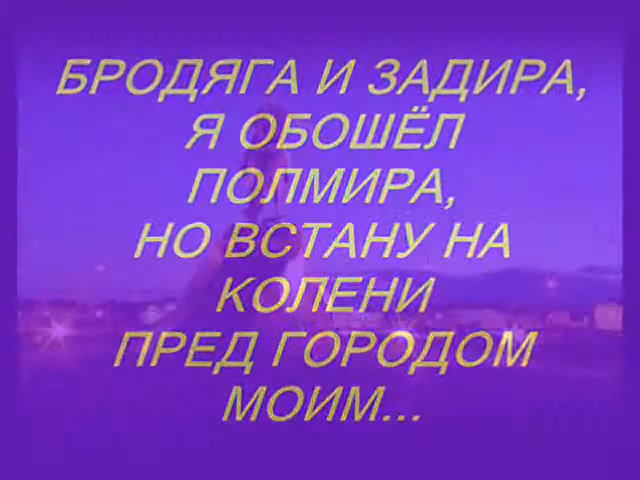 БРОДЯГА И ЗАДИРА,
Я ОБОШЁЛ
ПОЛМИРА,
НО ВСТАНУ НА
КОЛЕНИ
ПРЕД ГОРОДОМ
МОИМ...